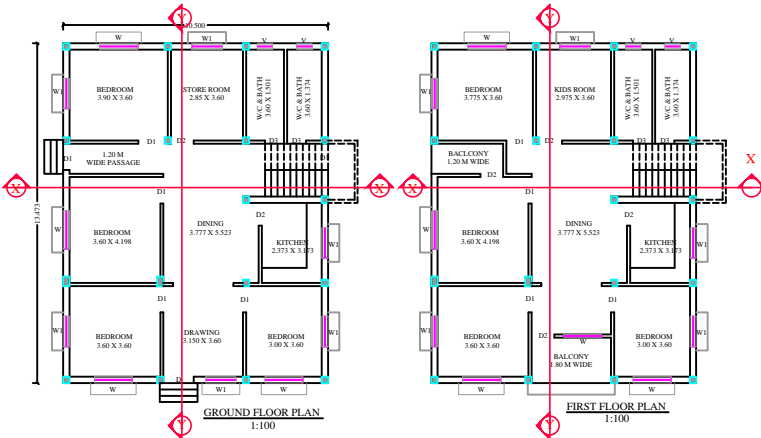 Y
10.500
W
W1
V
V
W1
BEDROOM
3.90 X 3.60
STORE ROOM
2.85 X 3.60
W/C & BATH
3.60 X 1.501
W/C & BATH
3.60 X 1.374
D1
D2
D3
D3
D1
D1
1.20 M
WIDE PASSAGE
X
X
13.473
D1
D1
D2
W
BEDROOM
3.60 X 4.198
DINING
3.777 X 5.523
KITCHEN
2.373 X 3.173
W1
D1
D1
W1
BEDROOM
3.60 X 3.60
DRAWING
3.150 X 3.60
BEDROOM
3.00 X 3.60
W1
D
W
W1
W
Y
GROUND FLOOR PLAN
1:100
Y
W
W1
V
V
W1
BEDROOM
3.775 X 3.60
KIDS ROOM
2.975 X 3.60
W/C & BATH
3.60 X 1.501
W/C & BATH
3.60 X 1.374
D1
D2
D3
D3
BACLCONY
1.20 M WIDE
D2
X
X
D1
D1
D2
W
BEDROOM
3.60 X 4.198
DINING
3.777 X 5.523
KITCHEN
2.373 X 3.173
W1
D1
D1
W1
BEDROOM
3.60 X 3.60
D2
W
BEDROOM
3.00 X 3.60
W1
BALCONY
1.80 M WIDE
W
W
Y
FIRST FLOOR PLAN
1:100